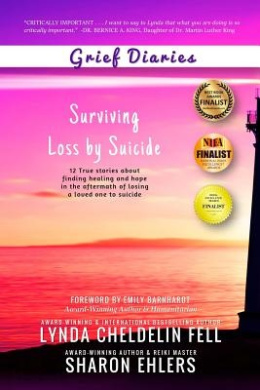 "CRITICALLY IMPORTANT . . . I want to say to Lynda that what you are doing is so
critically important." -DR. BERNICE A. KING, Daughter of Dr. Martin Luther King
Grief Diaries
Surviving
Loss by Suicide
12 True stories about
finding healing and hope
in the aftermath of losing
a loved one to suicide
FINALIST
FINALIST
FINALIST
FOREWORD BY EMILY BARNHARDT
Award-Winning Author & Humanitarian
AWARD-WINNING & INTERNATIONAL BESTSELLING AUTHOR
LYNDA CHELDELIN FELL
AWARD-WINNING AUTHOR & REIKI MASTER
SHARON EHLERS